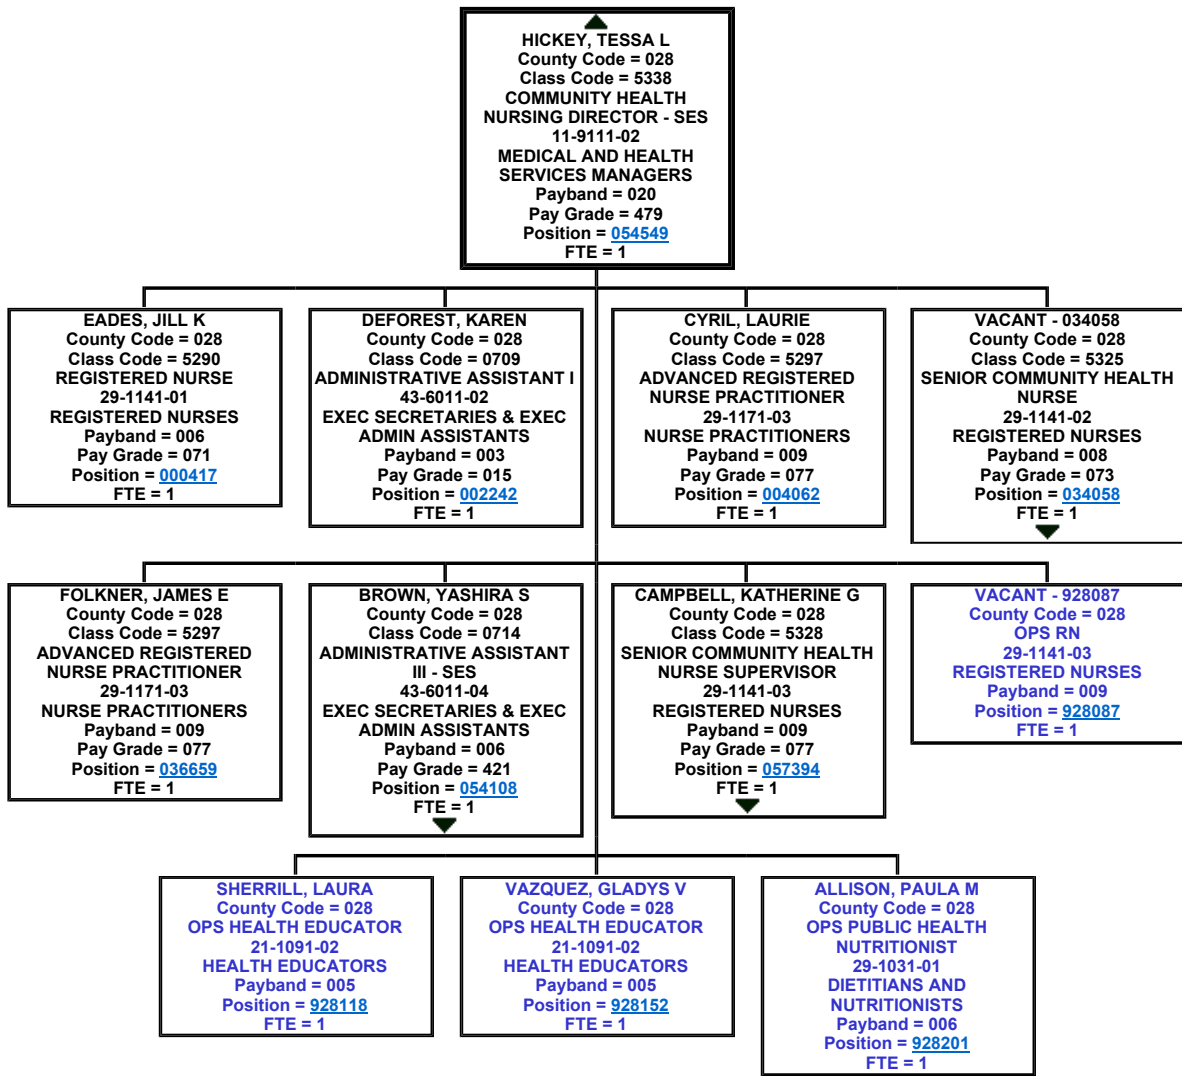 HICKEY, TESSA L
County Code = 028
Class Code = 5338
COMMUNITY HEALTH
NURSING DIRECTOR - SES
11-9111-02
MEDICAL AND HEALTH
SERVICES MANAGERS
Payband = 020
Pay Grade = 479
Position = 054549
FTE = 1
EADES, JILL K
County Code = 028
Class Code = 5290
REGISTERED NURSE
29-1141-01
REGISTERED NURSES
Payband = 006
Pay Grade = 071
Position = 000417
FTE = 1
DEFOREST, KAREN
County Code = 028
Class Code = 0709
ADMINISTRATIVE ASSISTANT I
43-6011-02
EXEC SECRETARIES & EXEC
ADMIN ASSISTANTS
Payband = 003
Pay Grade = 015
Position = 002242
FTE = 1
CYRIL, LAURIE
County Code = 028
Class Code = 5297
ADVANCED REGISTERED
NURSE PRACTITIONER
29-1171-03
NURSE PRACTITIONERS
Payband = 009
Pay Grade = 077
Position = 004062
FTE = 1
VACANT - 034058
County Code = 028
Class Code = 5325
SENIOR COMMUNITY HEALTH
NURSE
29-1141-02
REGISTERED NURSES
Payband = 008
Pay Grade = 073
Position = 034058
FTE = 1
FOLKNER, JAMES E
County Code = 028
Class Code = 5297
ADVANCED REGISTERED
NURSE PRACTITIONER
29-1171-03
NURSE PRACTITIONERS
Payband = 009
Pay Grade = 077
Position = 036659
FTE = 1
BROWN, YASHIRA S
County Code = 028
Class Code = 0714
ADMINISTRATIVE ASSISTANT
III - SES
43-6011-04
EXEC SECRETARIES & EXEC
ADMIN ASSISTANTS
Payband = 006
Pay Grade = 421
Position = 054108
FTE = 1
CAMPBELL, KATHERINE G
County Code = 028
Class Code = 5328
SENIOR COMMUNITY HEALTH
NURSE SUPERVISOR
29-1141-03
REGISTERED NURSES
Payband = 009
Pay Grade = 077
Position = 057394
FTE = 1
VACANT - 928087
County Code = 028
OPS RN
29-1141-03
REGISTERED NURSES
Payband = 009
Position = 928087
FTE = 1
SHERRILL, LAURA
County Code = 028
OPS HEALTH EDUCATOR
21-1091-02
HEALTH EDUCATORS
Payband = 005
Position = 928118
FTE = 1
VAZQUEZ, GLADYS V
County Code = 028
OPS HEALTH EDUCATOR
21-1091-02
HEALTH EDUCATORS
Payband = 005
Position = 928152
FTE = 1
ALLISON, PAULA M
County Code = 028
OPS PUBLIC HEALTH
NUTRITIONIST
29-1031-01
DIETITIANS AND
NUTRITIONISTS
Payband = 006
Position = 928201
FTE = 1